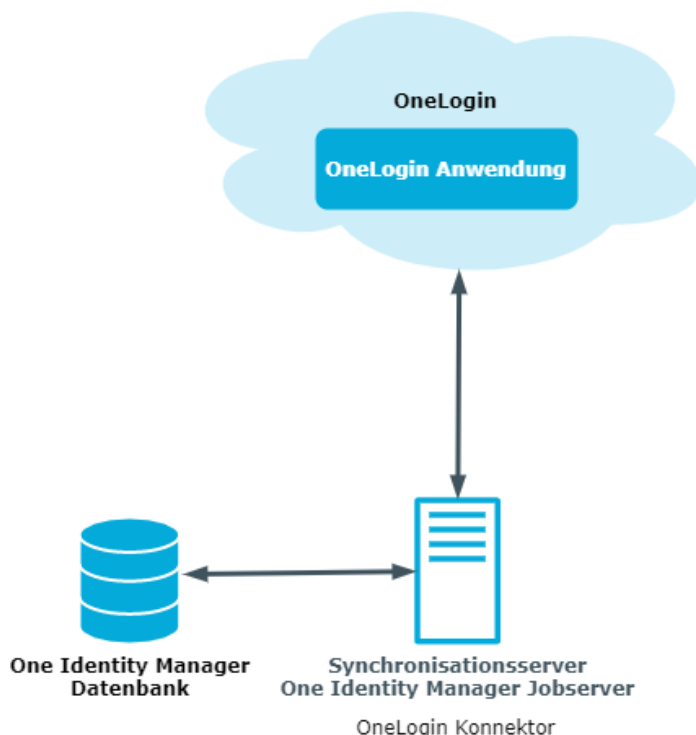 OneLogin
OneLogin Anwendung
One Identity Manager
Datenbank
Synchronisationsserver
One Identity Manager Jobserver
OneLogin Konnektor